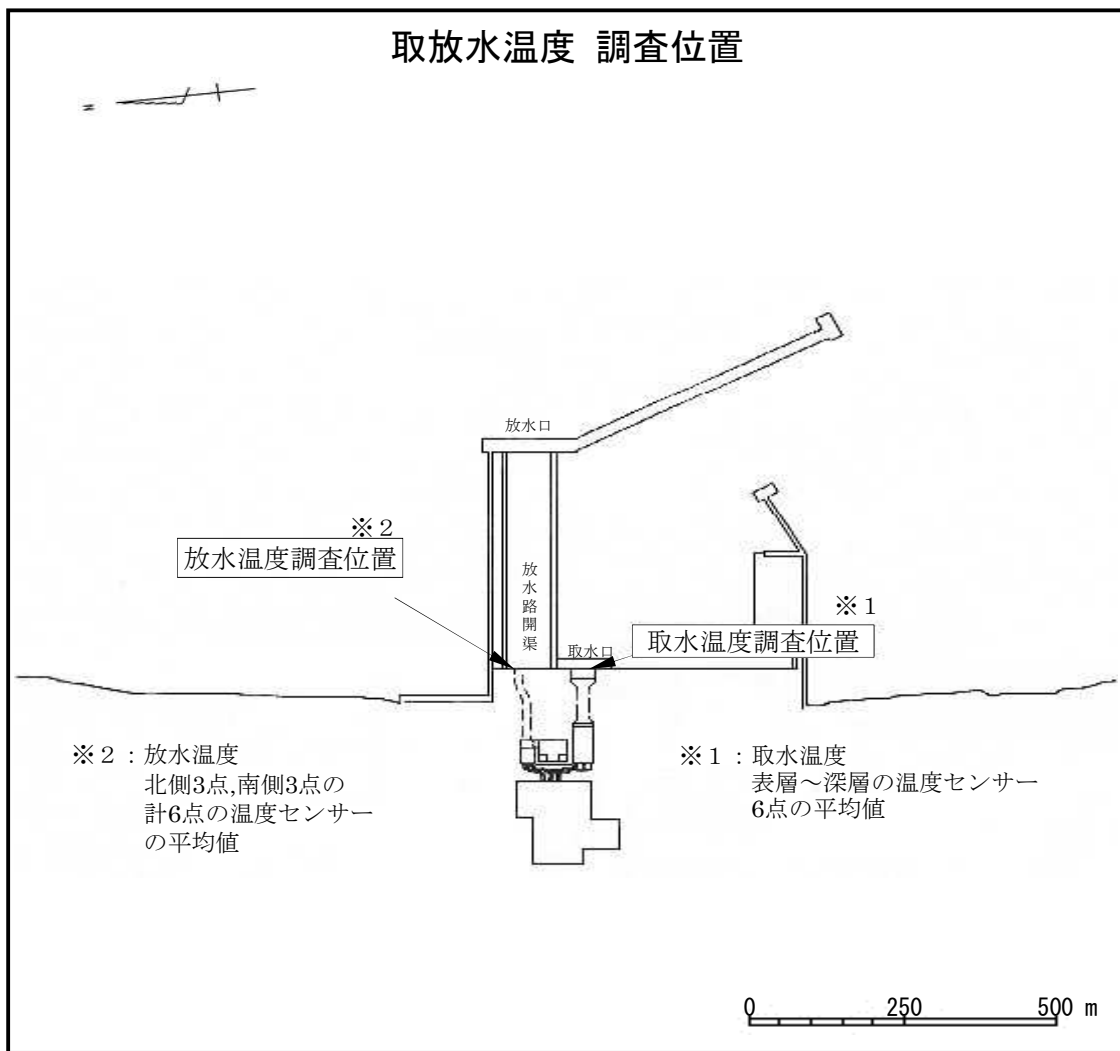 取放水温度 調査位置
N
放水口
※２
放水温度調査位置
放水路開渠
※１
取水温度調査位置
取水口
※２：放水温度
北側3点,南側3点の
計6点の温度センサー
の平均値
※１：取水温度
表層～深層の温度センサー
6点の平均値
0 250 500 m